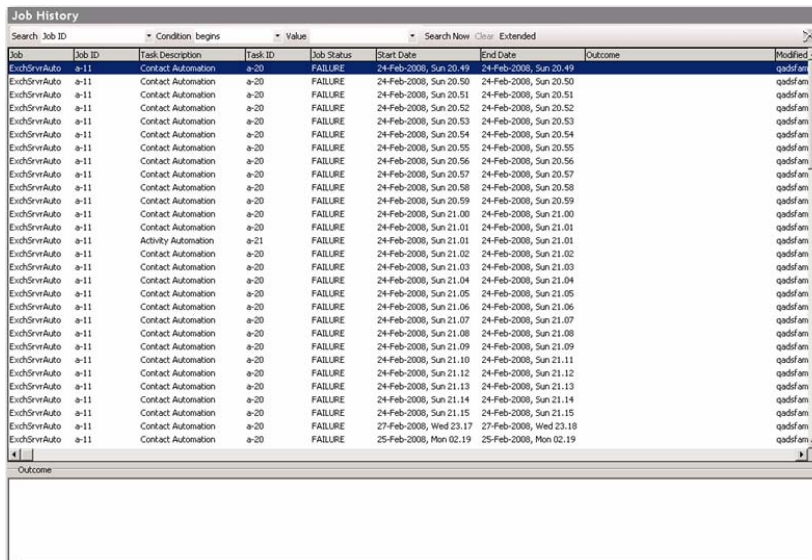 Job History
Search Job ID Condition begins Value Search Now Clear Extended
Job Job ID Task Description Task ID Job Status Start Date End Date Outcome Modified
ExchSrvrAuto a-11 Contact Automation a-20 FAILURE 24-Feb-2008, Sun 20.49 24-Feb-2008, Sun 20.49 qadsfam
ExchSrvrAuto a-11 Contact Automation a-20 FAILURE 24-Feb-2008, Sun 20.50 24-Feb-2008, Sun 20.50 qadsfam
ExchSrvrAuto a-11 Contact Automation a-20 FAILURE 24-Feb-2008, Sun 20.51 24-Feb-2008, Sun 20.51 qadsfam
ExchSrvrAuto a-11 Contact Automation a-20 FAILURE 24-Feb-2008, Sun 20.52 24-Feb-2008, Sun 20.52 qadsfam
ExchSrvrAuto a-11 Contact Automation a-20 FAILURE 24-Feb-2008, Sun 20.53 24-Feb-2008, Sun 20.53 qadsfam
ExchSrvrAuto a-11 Contact Automation a-20 FAILURE 24-Feb-2008, Sun 20.54 24-Feb-2008, Sun 20.54 qadsfam
ExchSrvrAuto a-11 Contact Automation a-20 FAILURE 24-Feb-2008, Sun 20.55 24-Feb-2008, Sun 20.55 qadsfam
ExchSrvrAuto a-11 Contact Automation a-20 FAILURE 24-Feb-2008, Sun 20.56 24-Feb-2008, Sun 20.56 qadsfam
ExchSrvrAuto a-11 Contact Automation a-20 FAILURE 24-Feb-2008, Sun 20.57 24-Feb-2008, Sun 20.57 qadsfam
ExchSrvrAuto a-11 Contact Automation a-20 FAILURE 24-Feb-2008, Sun 20.58 24-Feb-2008, Sun 20.58 qadsfam
ExchSrvrAuto a-11 Contact Automation a-20 FAILURE 24-Feb-2008, Sun 20.59 24-Feb-2008, Sun 20.59 qadsfam
ExchSrvrAuto a-11 Contact Automation a-20 FAILURE 24-Feb-2008, Sun 21.00 24-Feb-2008, Sun 21.00 qadsfam
ExchSrvrAuto a-11 Contact Automation a-20 FAILURE 24-Feb-2008, Sun 21.01 24-Feb-2008, Sun 21.01 qadsfam
ExchSrvrAuto a-11 Activity Automation a-21 FAILURE 24-Feb-2008, Sun 21.01 24-Feb-2008, Sun 21.01 qadsfam
ExchSrvrAuto a-11 Contact Automation a-20 FAILURE 24-Feb-2008, Sun 21.02 24-Feb-2008, Sun 21.02 qadsfam
ExchSrvrAuto a-11 Contact Automation a-20 FAILURE 24-Feb-2008, Sun 21.03 24-Feb-2008, Sun 21.03 qadsfam
ExchSrvrAuto a-11 Contact Automation a-20 FAILURE 24-Feb-2008, Sun 21.04 24-Feb-2008, Sun 21.04 qadsfam
ExchSrvrAuto a-11 Contact Automation a-20 FAILURE 24-Feb-2008, Sun 21.05 24-Feb-2008, Sun 21.05 qadsfam
ExchSrvrAuto a-11 Contact Automation a-20 FAILURE 24-Feb-2008, Sun 21.06 24-Feb-2008, Sun 21.06 qadsfam
ExchSrvrAuto a-11 Contact Automation a-20 FAILURE 24-Feb-2008, Sun 21.07 24-Feb-2008, Sun 21.07 qadsfam
ExchSrvrAuto a-11 Contact Automation a-20 FAILURE 24-Feb-2008, Sun 21.08 24-Feb-2008, Sun 21.08 qadsfam
ExchSrvrAuto a-11 Contact Automation a-20 FAILURE 24-Feb-2008, Sun 21.09 24-Feb-2008, Sun 21.09 qadsfam
ExchSrvrAuto a-11 Contact Automation a-20 FAILURE 24-Feb-2008, Sun 21.10 24-Feb-2008, Sun 21.11 qadsfam
ExchSrvrAuto a-11 Contact Automation a-20 FAILURE 24-Feb-2008, Sun 21.12 24-Feb-2008, Sun 21.12 qadsfam
ExchSrvrAuto a-11 Contact Automation a-20 FAILURE 24-Feb-2008, Sun 21.13 24-Feb-2008, Sun 21.13 qadsfam
ExchSrvrAuto a-11 Contact Automation a-20 FAILURE 24-Feb-2008, Sun 21.14 24-Feb-2008, Sun 21.14 qadsfam
ExchSrvrAuto a-11 Contact Automation a-20 FAILURE 24-Feb-2008, Sun 21.15 24-Feb-2008, Sun 21.15 qadsfam
ExchSrvrAuto a-11 Contact Automation a-20 FAILURE 27-Feb-2008, Wed 23.17 27-Feb-2008, Wed 23.18 qadsfam
ExchSrvrAuto a-11 Contact Automation a-20 FAILURE 25-Feb-2008, Mon 02.19 25-Feb-2008, Mon 02.19 qadsfam
Outcome